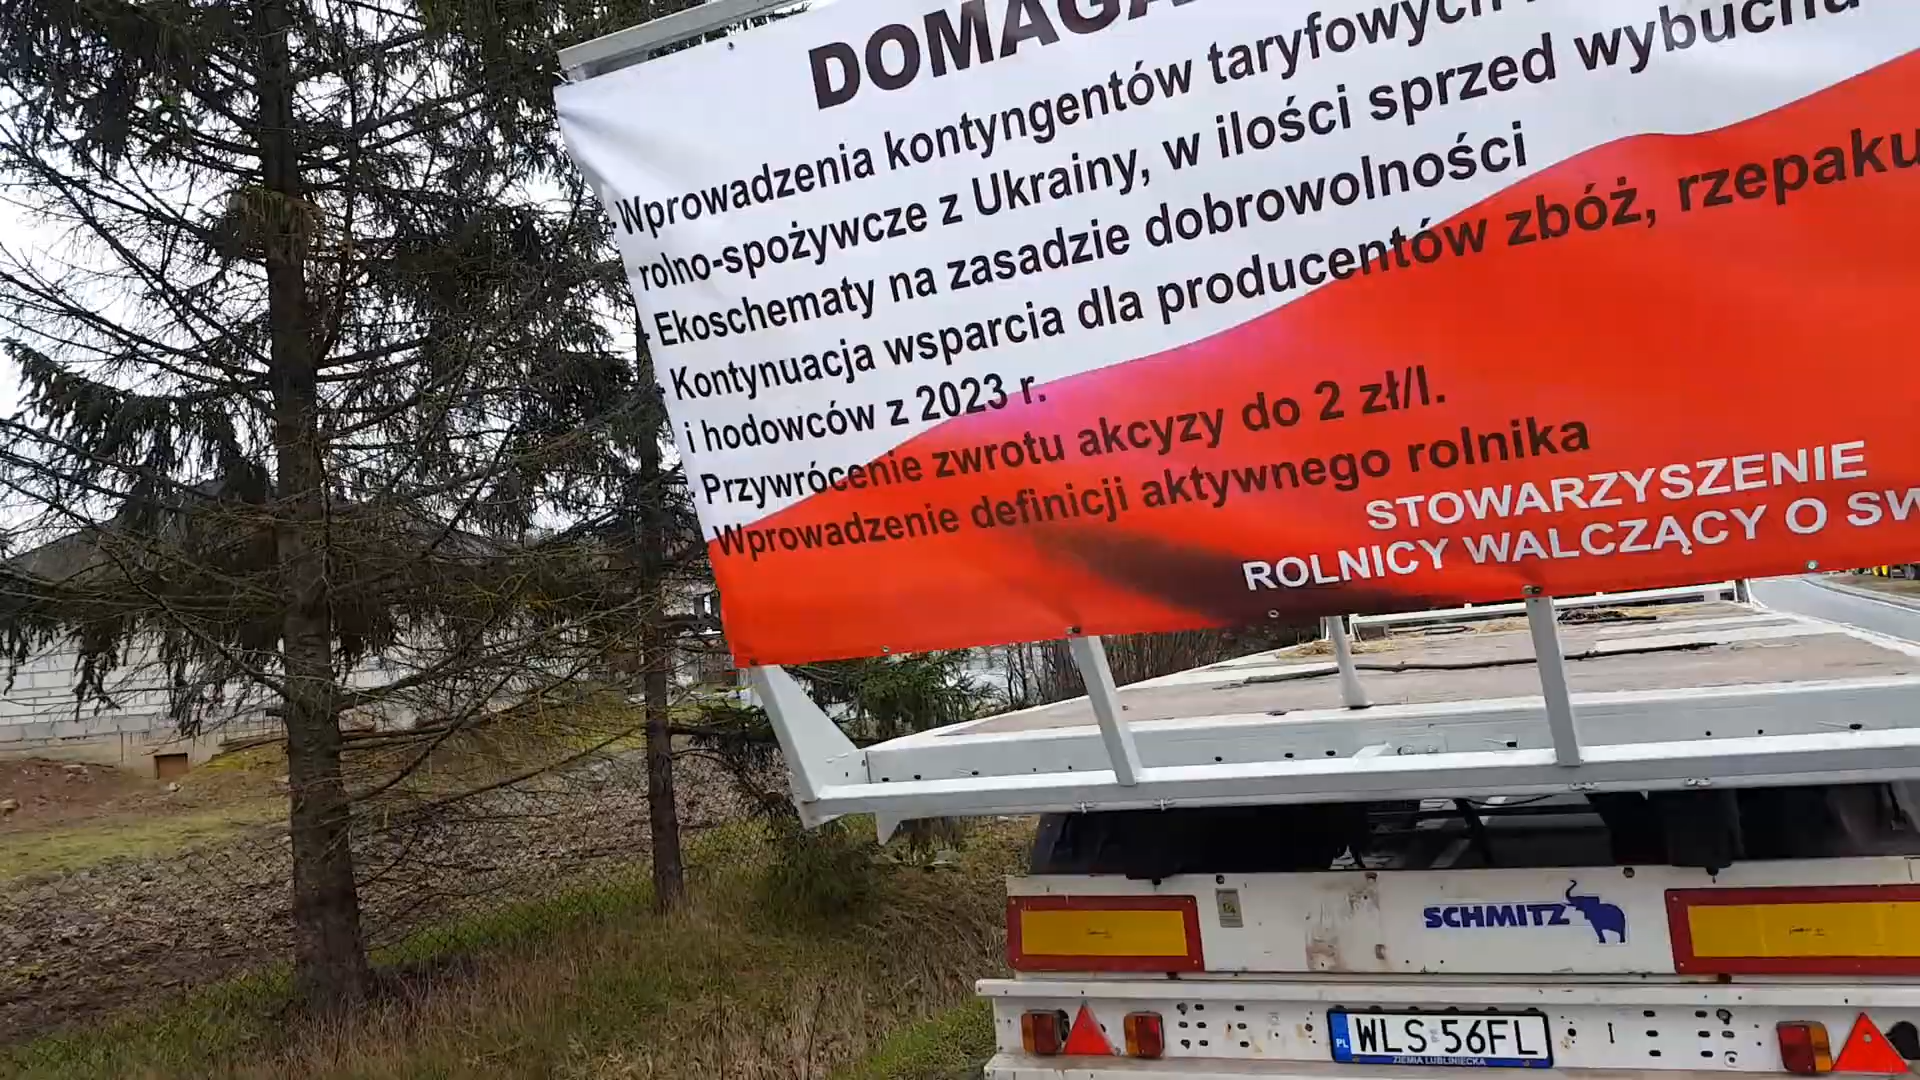 DOMAGA
-Wprowadzenia kontyngentów taryfowych
rolno-spożywcze z Ukrainy, w ilości sprzed wybuchu
- Ekoschematy na zasadzie dobrowolności
- Kontynuacja wsparcia dla producentów zbóż, rzepaku
i hodowców z 2023 r.
- Przywrócenie zwrotu akcyzy do 2 zł/l.
Wprowadzenie definicji aktywnego rolnika
STOWARZYSZENIE
ROLNICY WALCZĄCY O SW
SCHMITZ
PL WLS 56FL
ZIEMIA LUBLINIECKA